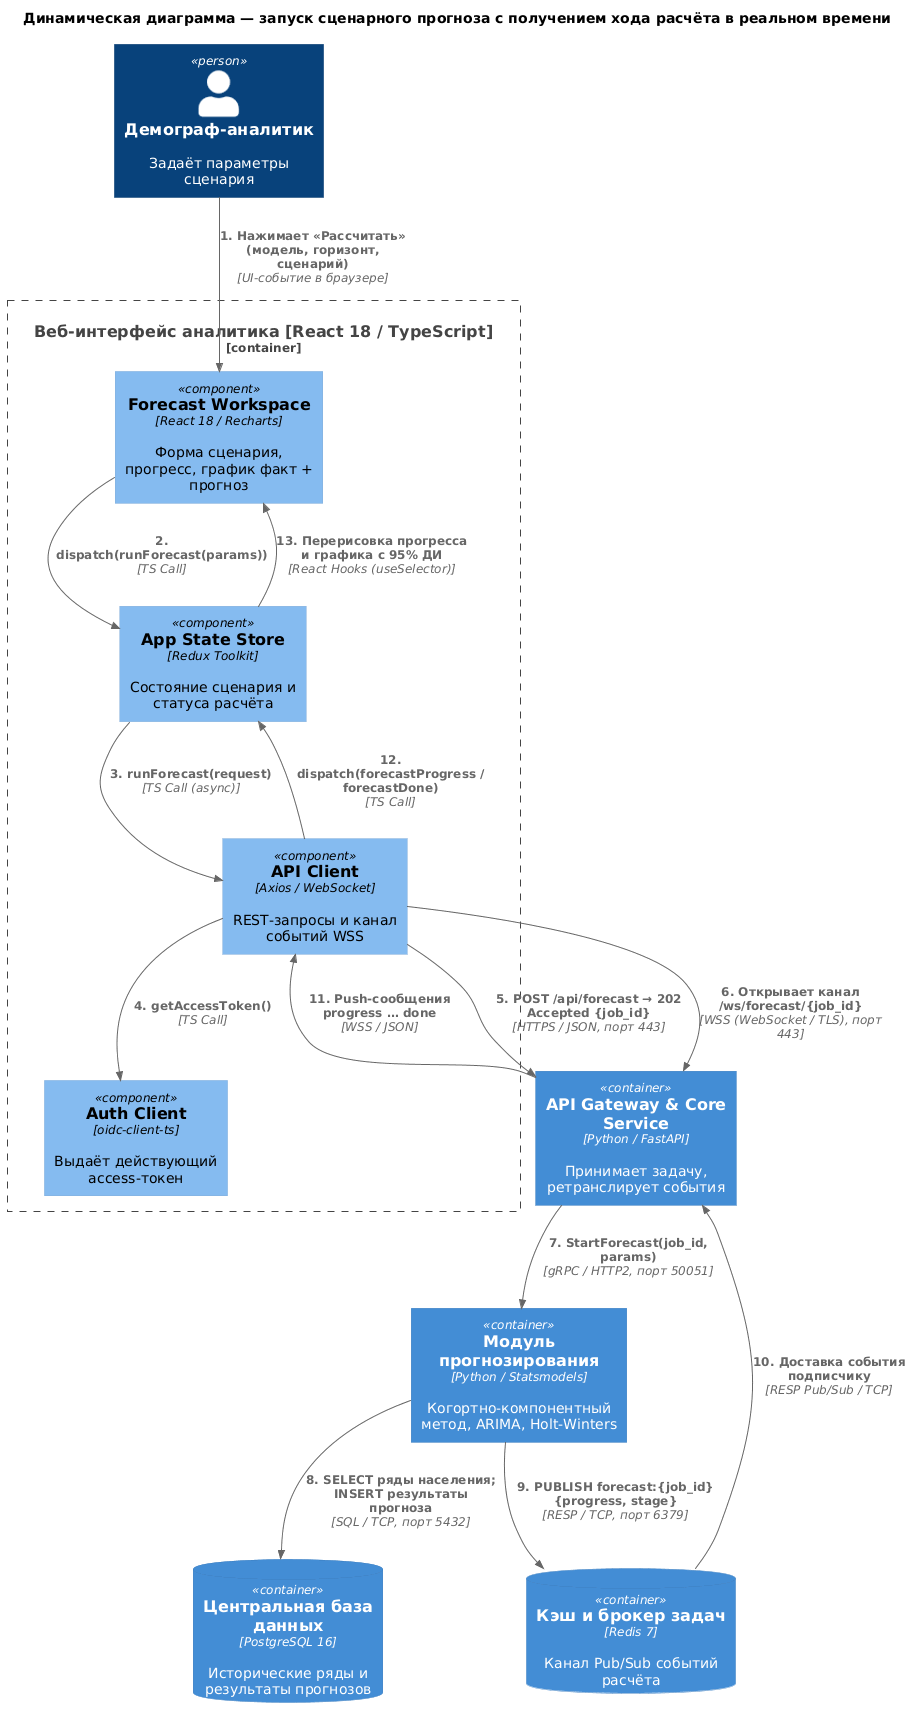 Динамическая диаграмма — запуск сценарного прогноза с получением хода расчёта в реальном времени
«person»
Демограф-аналитик
Задаёт параметры
сценария
1. Нажимает «Рассчитать»
(модель, горизонт,
сценарий)
[UI-событие в браузере]
Веб-интерфейс аналитика [React 18 / TypeScript]
[container]
«component»
Forecast Workspace
[React 18 / Recharts]
Форма сценария,
прогресс, график факт +
прогноз
2.
dispatch(runForecast(params))
[TS Call]
13. Перерисовка прогресса
и графика с 95% ДИ
[React Hooks (useSelector)]
«component»
App State Store
[Redux Toolkit]
Состояние сценария и
статуса расчёта
3. runForecast(request)
[TS Call (async)]
12.
dispatch(forecastProgress /
forecastDone)
[TS Call]
«component»
API Client
[Axios / WebSocket]
REST-запросы и канал
событий WSS
4. getAccessToken()
[TS Call]
11. Push-сообщения
progress … done
[WSS / JSON]
5. POST /api/forecast → 202
Accepted {job_id}
[HTTPS / JSON, порт 443]
6. Открывает канал
/ws/forecast/{job_id}
[WSS (WebSocket / TLS), порт
443]
«component»
Auth Client
[oidc-client-ts]
Выдаёт действующий
access-токен
«container»
API Gateway & Core
Service
[Python / FastAPI]
Принимает задачу,
ретранслирует события
7. StartForecast(job_id,
params)
[gRPC / HTTP2, порт 50051]
«container»
Модуль
прогнозирования
[Python / Statsmodels]
Когортно-компонентный
метод, ARIMA, Holt-Winters
10. Доставка события
подписчику
[RESP Pub/Sub / TCP]
8. SELECT ряды населения;
INSERT результаты
прогноза
[SQL / TCP, порт 5432]
9. PUBLISH forecast:{job_id}
{progress, stage}
[RESP / TCP, порт 6379]
«container»
Центральная база
данных
[PostgreSQL 16]
Исторические ряды и
результаты прогнозов
«container»
Кэш и брокер задач
[Redis 7]
Канал Pub/Sub событий
расчёта